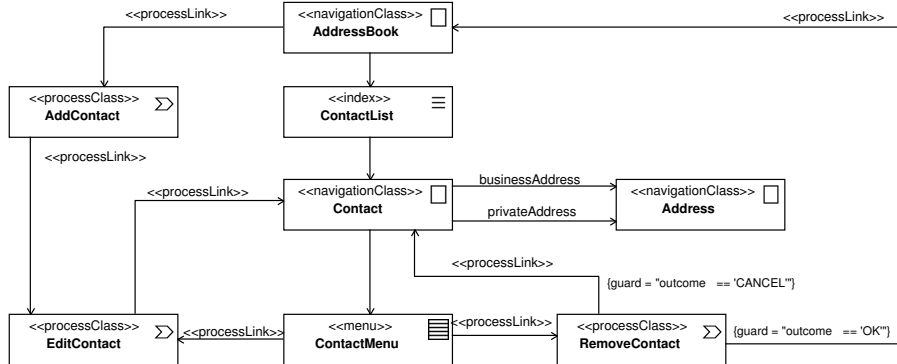 <<processLink>>
<<navigationClass>>
AddressBook
<<processLink>>
<<processClass>>
AddContact
<<index>>
ContactList
<<processLink>>
<<processLink>>
<<navigationClass>>
Contact
businessAddress
privateAddress
<<navigationClass>>
Address
<<processLink>>
{guard = "outcome == 'CANCEL'"}
<<processClass>>
EditContact
<<processLink>>
<<menu>>
ContactMenu
<<processLink>>
<<processClass>>
RemoveContact
{guard = "outcome == 'OK'"}